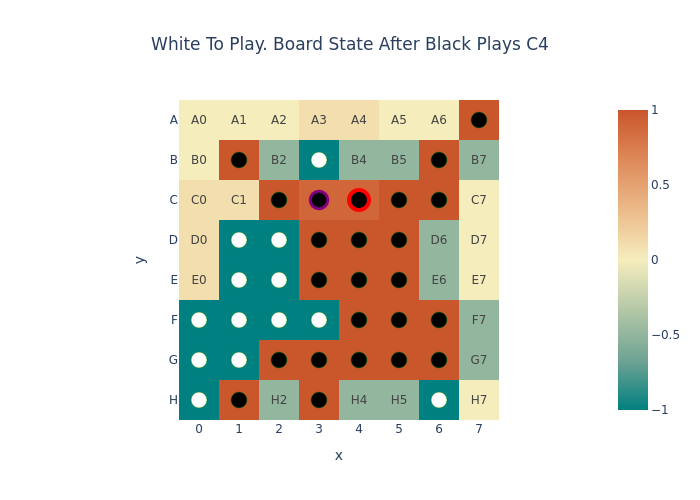 White To Play. Board State After Black Plays C4
A A0 A1 A2 A3 A4 A5 A6
B B0 B2 B4 B5 B7
C C0 C1 C7
D D0 D6 D7
E E0 E6 E7
F F7
G G7
H H2 H4 H5 H7
0 1 2 3 4 5 6 7
x
y
1
0.5
0
−0.5
−1